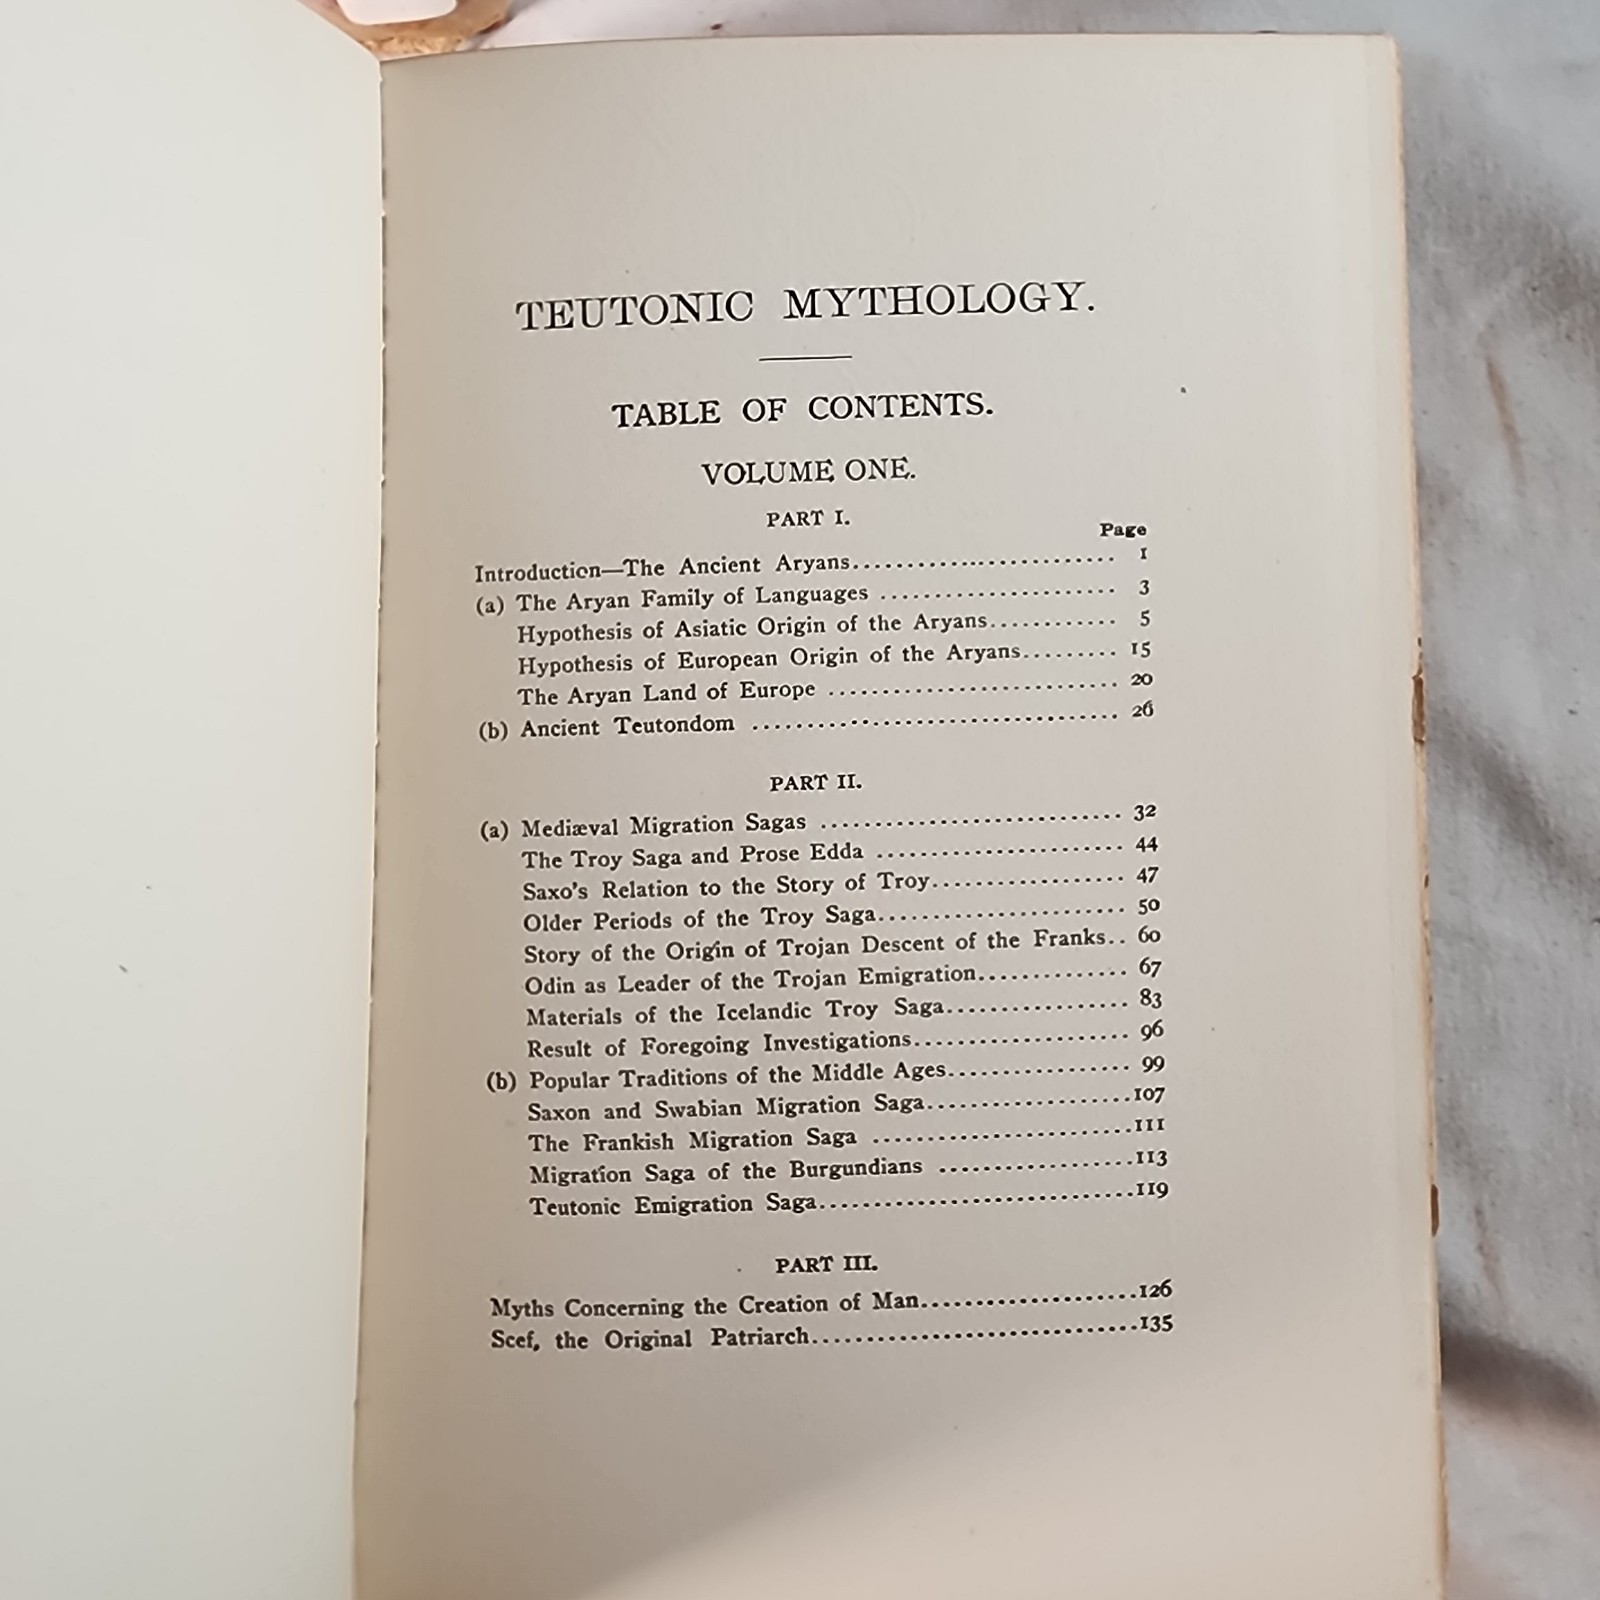 TEUTONIC MYTHOLOGY.
TABLE OF CONTENTS.
VOLUME ONE.
PART I.
Page
Introduction—The Ancient Aryans............................ 1
(a) The Aryan Family of Languages ...................... 3
Hypothesis of Asiatic Origin of the Aryans............ 5
Hypothesis of European Origin of the Aryans......... 15
The Aryan Land of Europe ........................... 20
(b) Ancient Teutondom .................................. 26
PART II.
(a) Mediæval Migration Sagas ............................ 32
The Troy Saga and Prose Edda ....................... 44
Saxo's Relation to the Story of Troy.................. 47
Older Periods of the Troy Saga....................... 50
Story of the Origin of Trojan Descent of the Franks.. 60
Odin as Leader of the Trojan Emigration.............. 67
Materials of the Icelandic Troy Saga................. 83
Result of Foregoing Investigations.................... 96
(b) Popular Traditions of the Middle Ages................. 99
Saxon and Swabian Migration Saga...................107
The Frankish Migration Saga ........................111
Migration Saga of the Burgundians ..................113
Teutonic Emigration Saga.............................119
PART III.
Myths Concerning the Creation of Man....................126
Scef, the Original Patriarch..............................135